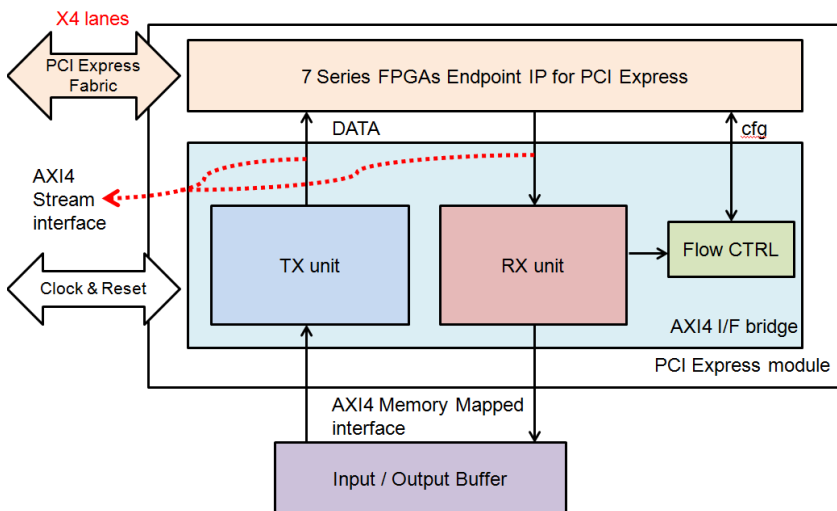 X4 lanes
PCI Express
Fabric
7 Series FPGAs Endpoint IP for PCI Express
DATA
cfg
AXI4
Stream
interface
TX unit
RX unit
Flow CTRL
Clock & Reset
AXI4 I/F bridge
PCI Express module
AXI4 Memory Mapped
interface
Input / Output Buffer